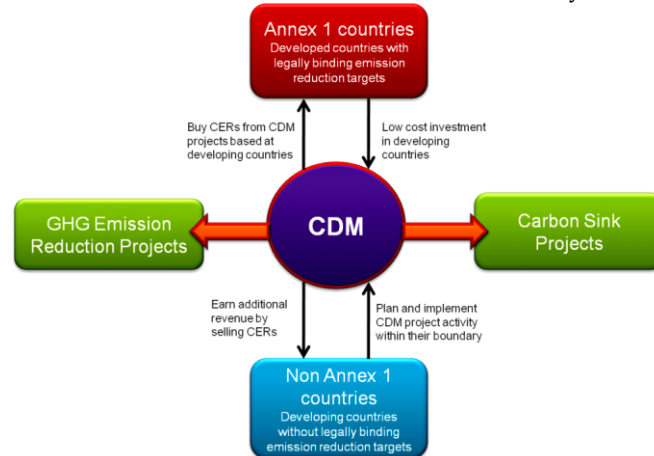 Annex 1 countries
Developed countries with
legally binding emission
reduction targets
Buy CERs from CDM
projects based at
developing countries
Low cost investment
in developing
countries
GHG Emission
Reduction Projects
CDM
Carbon Sink
Projects
Earn additional
revenue by
selling CERs
Plan and implement
CDM project activity
within their boundary
Non Annex 1
countries
Developing countries
without legally binding
emission reduction targets